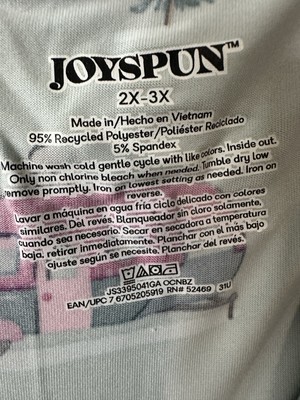 JOYSPUN™
2X-3X
Made in/Hecho en Vietnam
95% Recycled Polyester/Poliéster Reciclado
5% Spandex
Machine wash cold gentle cycle with like colors. Inside out.
Only non chlorine bleach when needed. Tumble dry low
remove promptly. Iron on lowest setting as needed. Iron on
reverse.
Lavar a máquina en agua fría ciclo delicado con colores
similares. Del revés. Blanqueador sin cloro solamente,
cuando sea necesario. Secar en secadora a temperatura
baja, retirar inmediatamente. Planchar con el más bajo
ajuste según se necesite. Planchar del revés.
JS3395041GA OCNBZ
EAN/UPC 7 6705205919 RN# 52469 31U